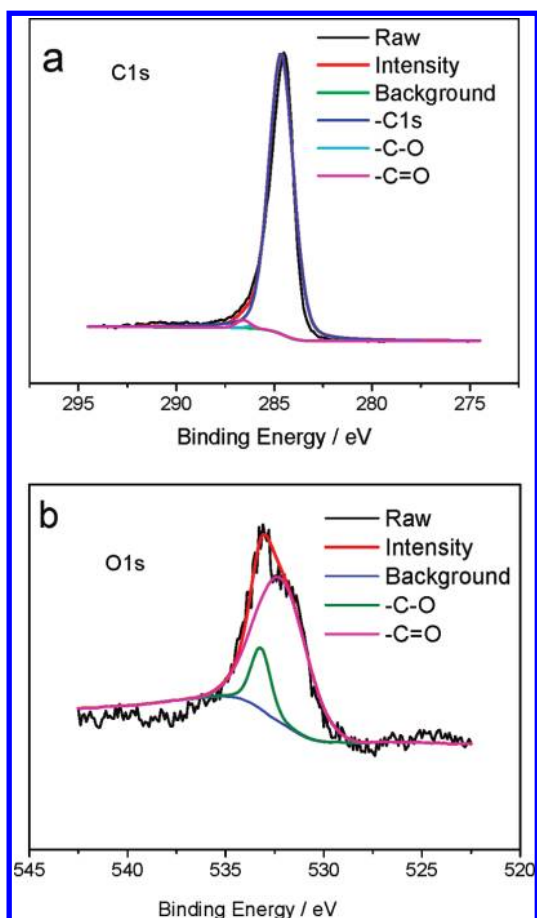 a
C1s
Raw
Intensity
Background
-C1s
-C-O
-C=O
295 290 285 280 275
Binding Energy / eV
b
O1s
Raw
Intensity
Background
-C-O
-C=O
545 540 535 530 525 520
Binding Energy / eV